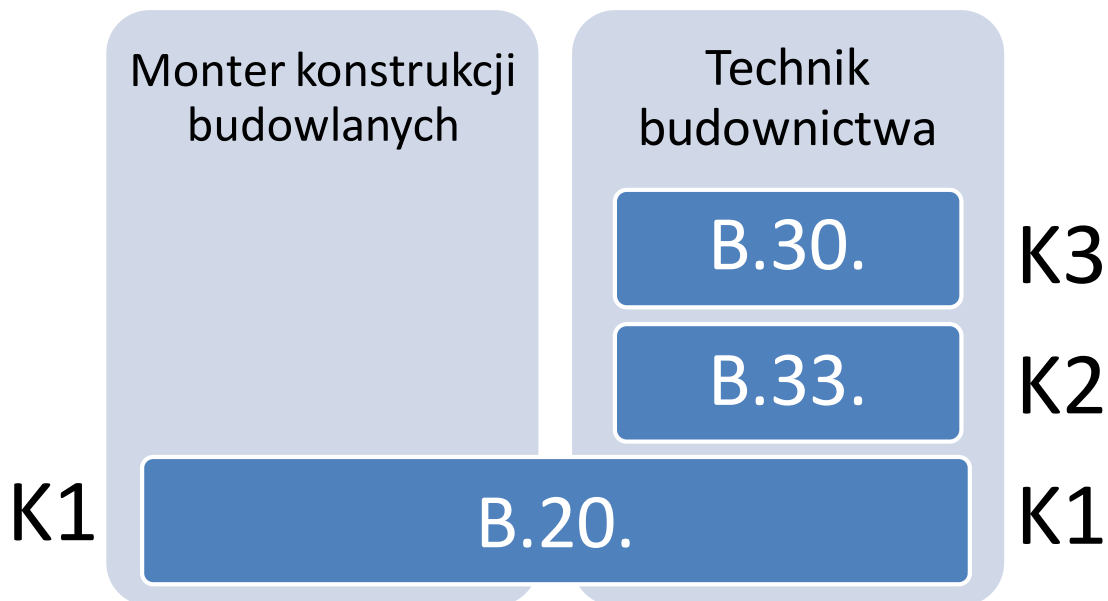 Monter konstrukcji
budowlanych
Technik
budownictwa
B.30.
K3
B.33.
K2
K1
B.20.
K1